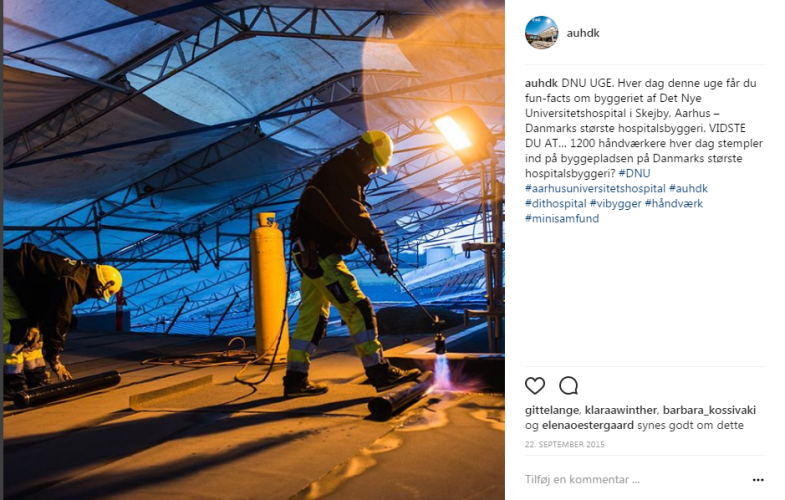 auhdk
auhdk DNU UGE. Hver dag denne uge får du
fun-facts om byggeriet af Det Nye
Universitetshospital i Skejby, Aarhus –
Danmarks største hospitalsbyggeri. VIDSTE
DU AT... 1200 håndværkere hver dag stempler
ind på byggepladsen på Danmarks største
hospitalsbyggeri? #DNU
#aarhusuniversitetshospital #auhdk
#dithospital #vibygger #håndværk
#minisamfund
gittelange, klaraawinther, barbara_kossivaki
og elenaoestergaard synes godt om dette
22. SEPTEMBER 2015
Tilføj en kommentar ...